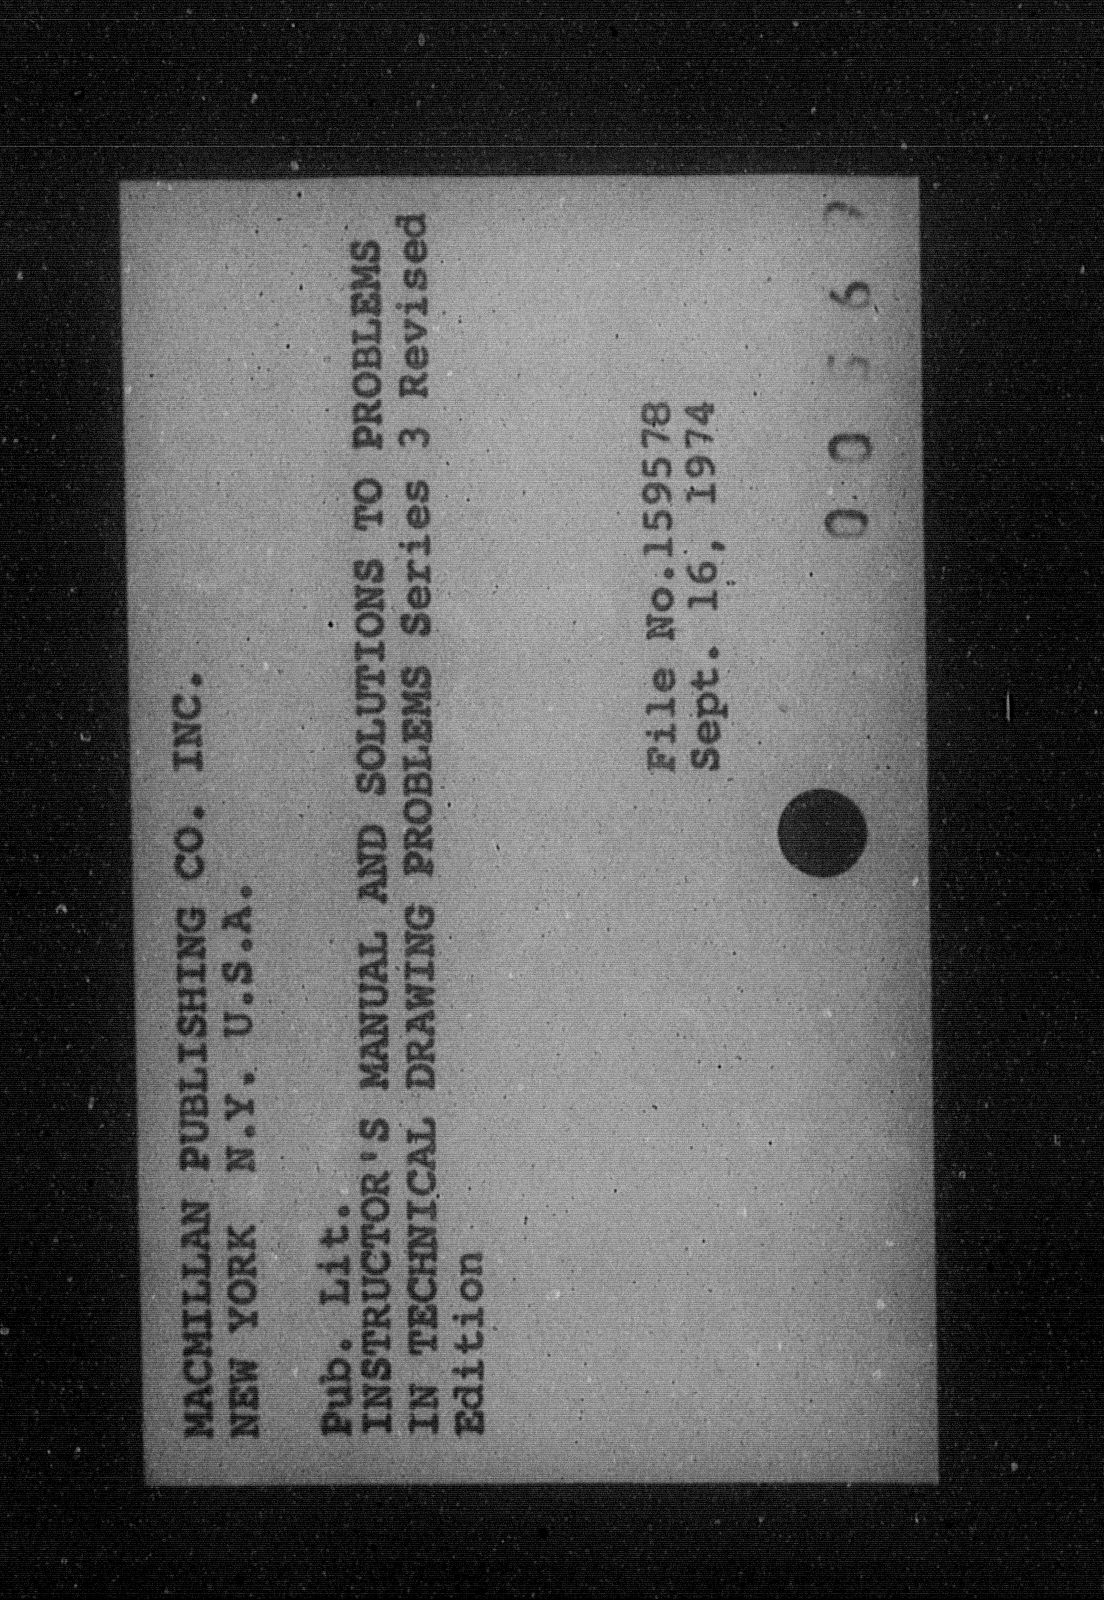 MACMILLAN PUBLISHING CO. INC.
NEW YORK N.Y. U.S.A.
Pub. Lit.
INSTRUCTOR'S MANUAL AND SOLUTIONS TO PROBLEMS
IN TECHNICAL DRAWING PROBLEMS Series 3 Revised
Edition
File No.159578
Sept. 16, 1974